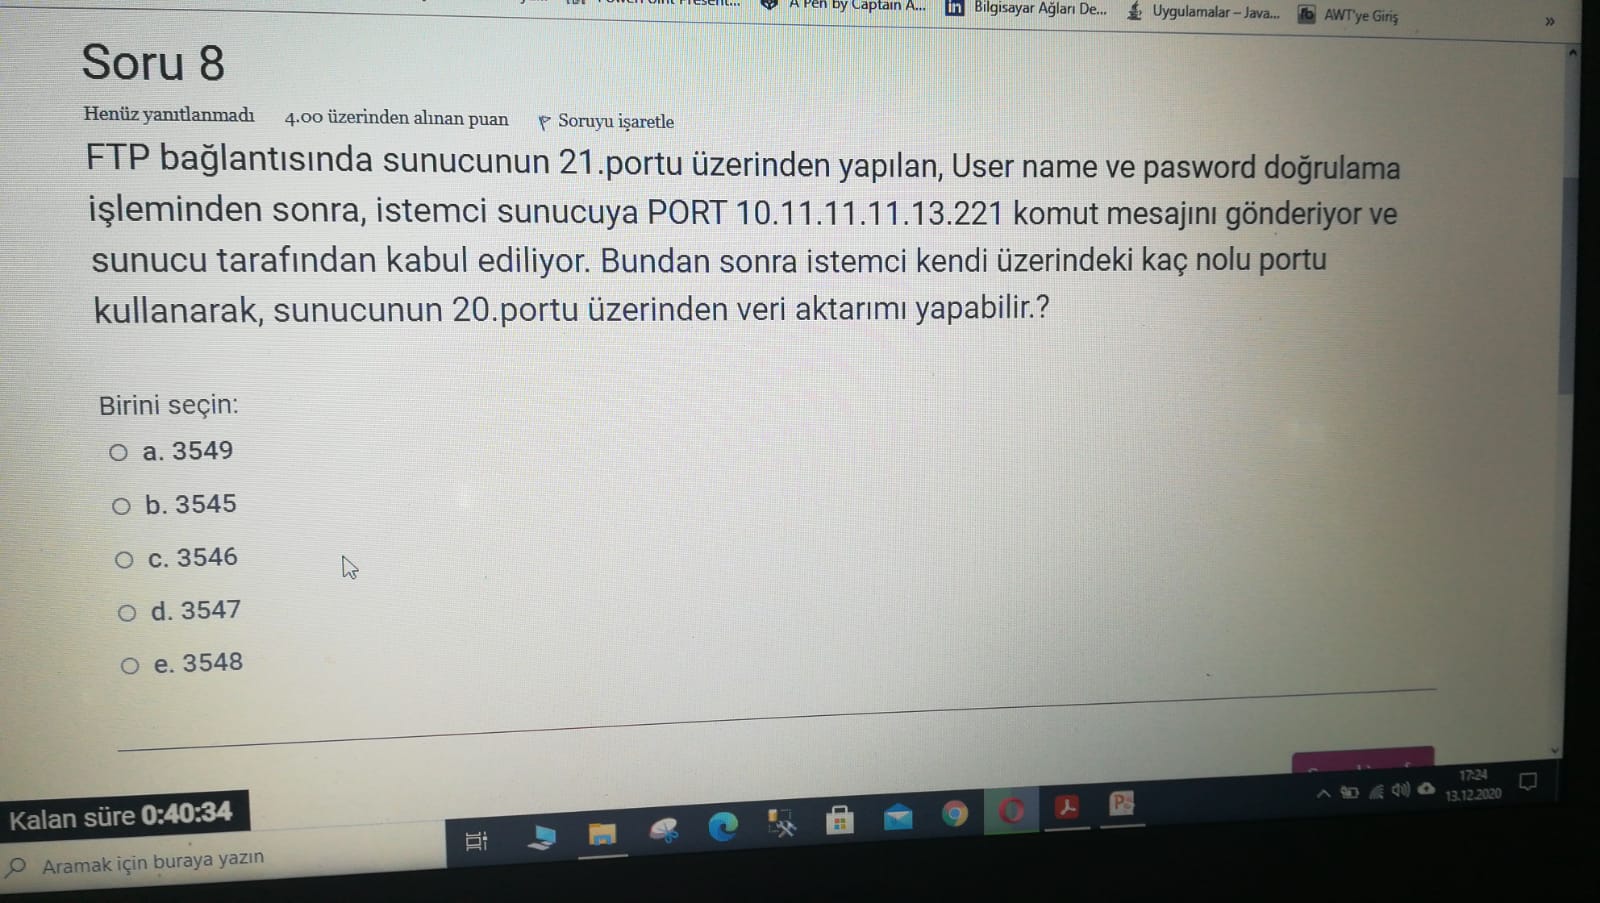 A Pen by Captain A...
Bilgisayar Ağları De...
Uygulamalar – Java...
AWT'ye Giriş
»
Soru 8
Henüz yanıtlanmadı 4.00 üzerinden alınan puan Soruyu işaretle
FTP bağlantısında sunucunun 21.portu üzerinden yapılan, User name ve pasword doğrulama
işleminden sonra, istemci sunucuya PORT 10.11.11.11.13.221 komut mesajını gönderiyor ve
sunucu tarafından kabul ediliyor. Bundan sonra istemci kendi üzerindeki kaç nolu portu
kullanarak, sunucunun 20.portu üzerinden veri aktarımı yapabilir.?
Birini seçin:
a. 3549
b. 3545
c. 3546
d. 3547
e. 3548
Kalan süre 0:40:34
Aramak için buraya yazın
17:24
13.12.2020